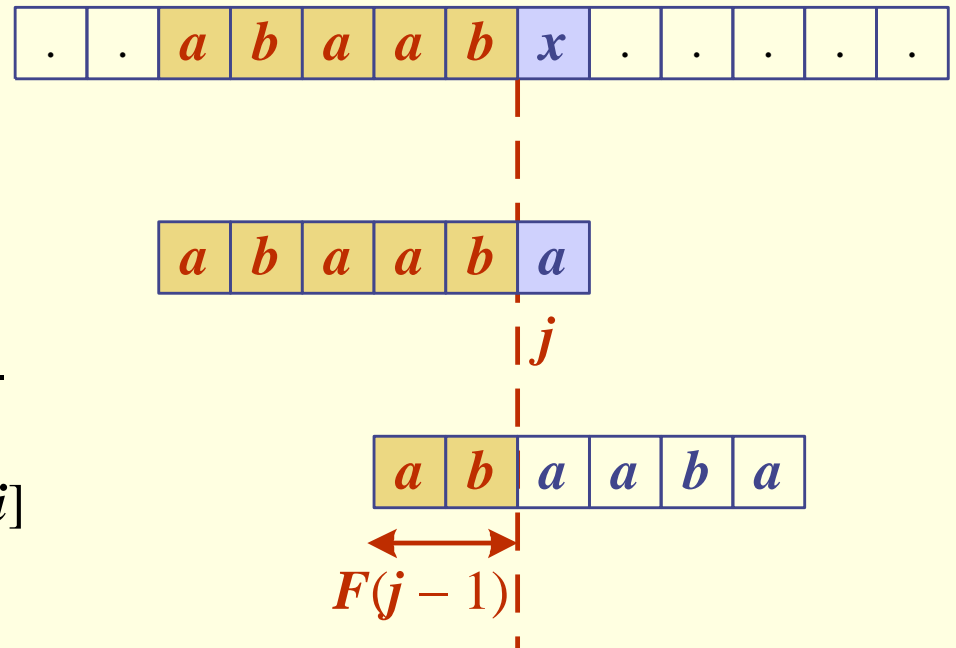 . . a b a a b x . . . . .
a b a a b a
j
i]
a b a a b a
F(j − 1)